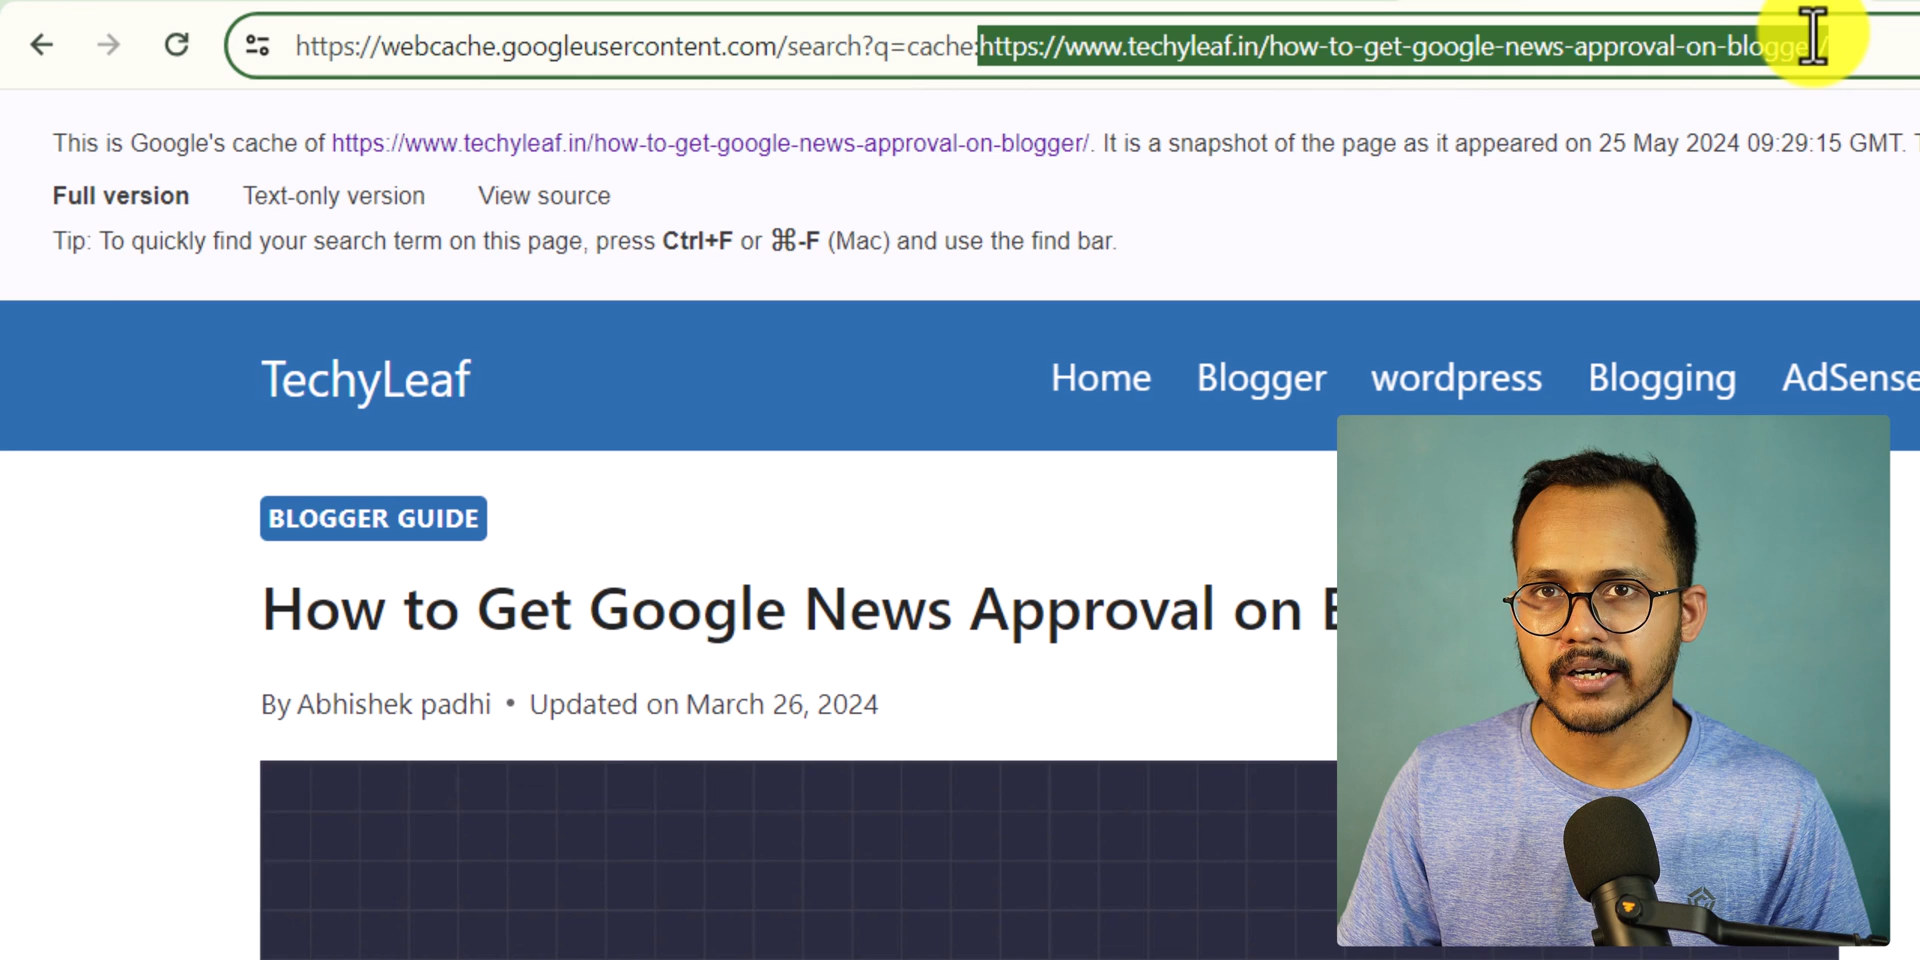 https://webcache.googleusercontent.com/search?q=cache:https://www.techyleaf.in/how-to-get-google-news-approval-on-blogge/
This is Google's cache of https://www.techyleaf.in/how-to-get-google-news-approval-on-blogger/. It is a snapshot of the page as it appeared on 25 May 2024 09:29:15 GMT.
Full version Text-only version View source
Tip: To quickly find your search term on this page, press Ctrl+F or ⌘-F (Mac) and use the find bar.
TechyLeaf Home Blogger wordpress Blogging AdSense
BLOGGER GUIDE
How to Get Google News Approval on
By Abhishek padhi • Updated on March 26, 2024